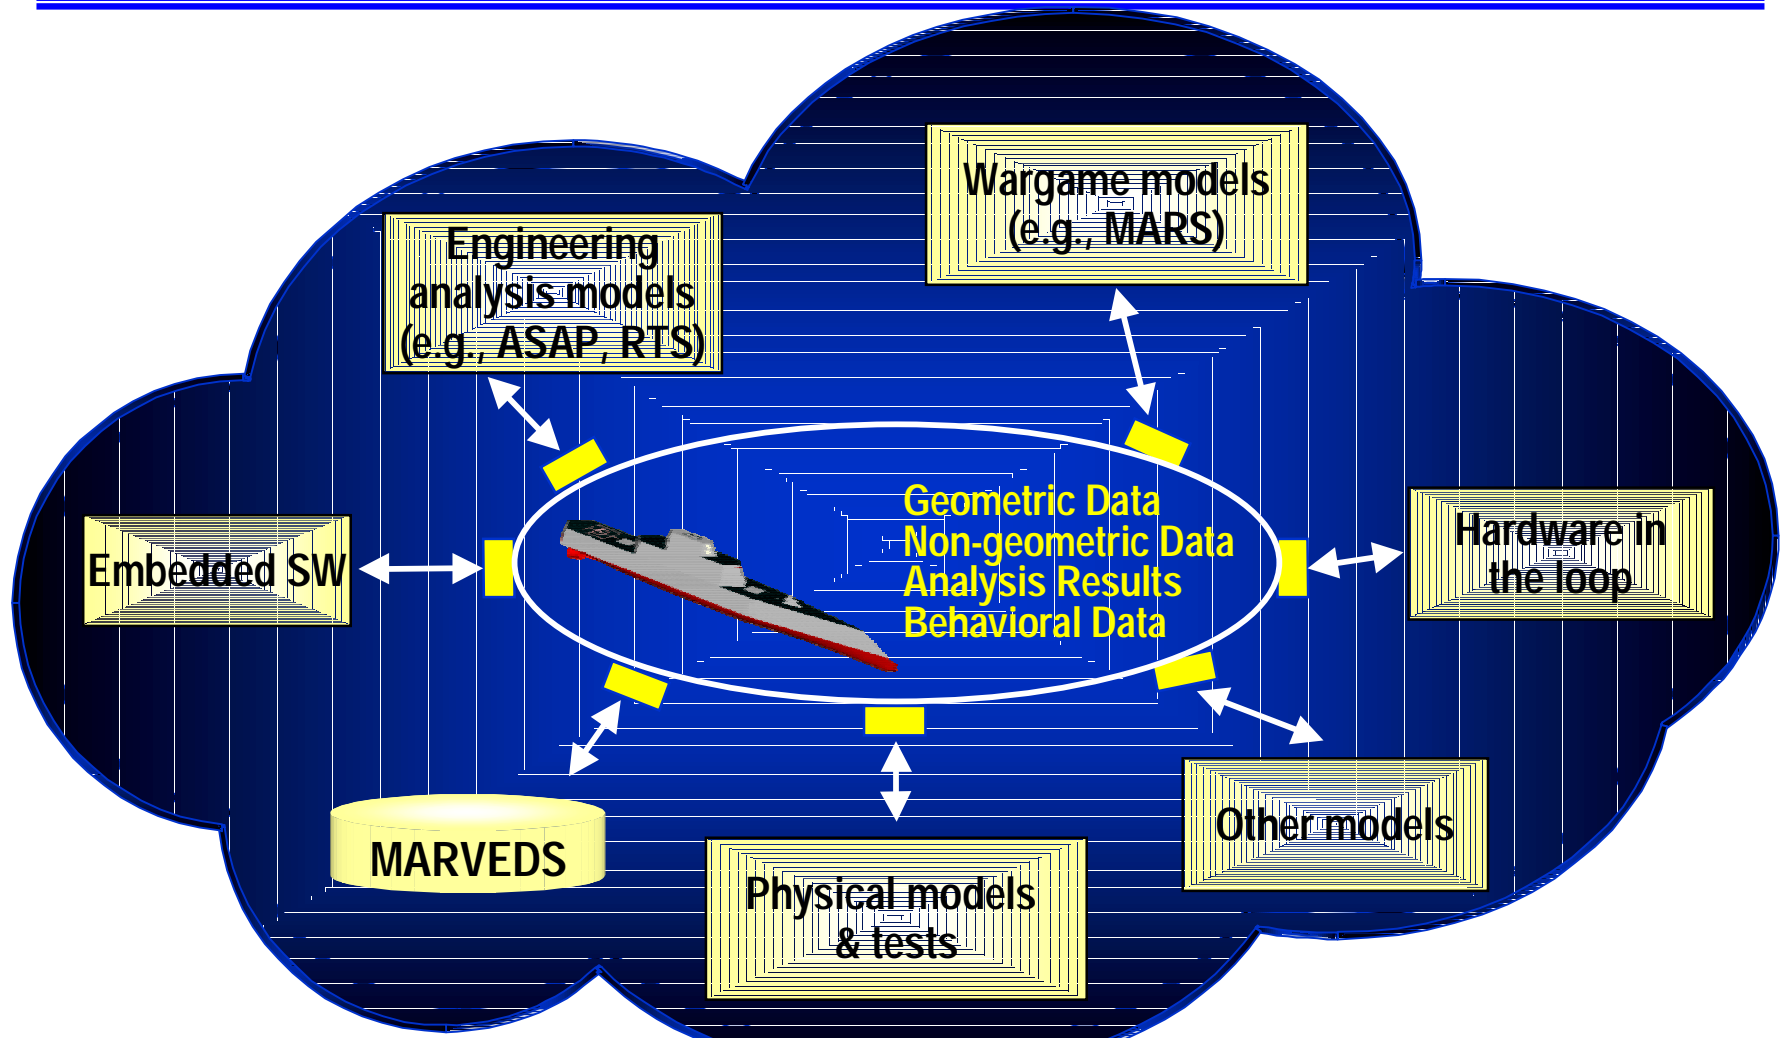 Wargame models
(e.g., MARS)
Engineering
analysis models
(e.g., ASAP, RTS)
Geometric Data
Non-geometric Data
Analysis Results
Behavioral Data
Hardware in
the loop
Embedded SW
Other models
MARVEDS
Physical models
& tests